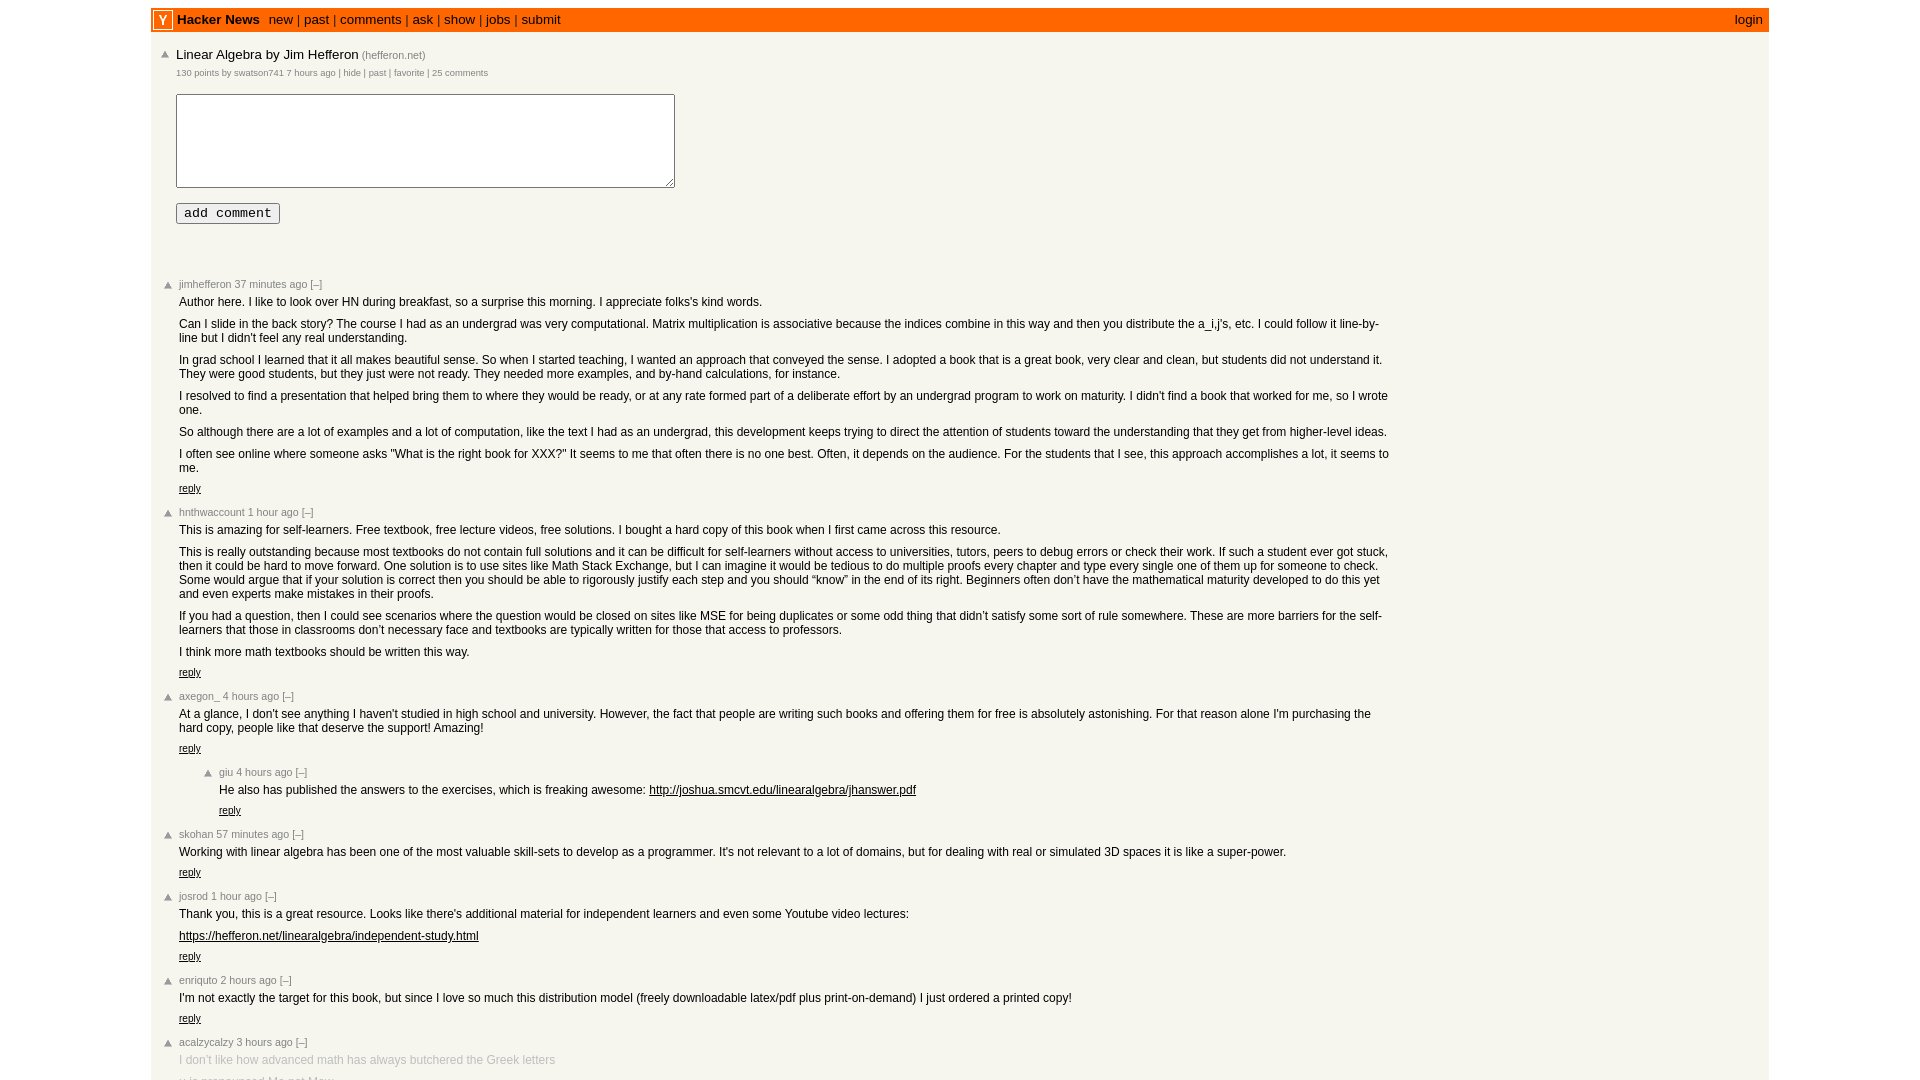 Y Hacker News new | past | comments | ask | show | jobs | submit login
Linear Algebra by Jim Hefferon (hefferon.net)
130 points by swatson741 7 hours ago | hide | past | favorite | 25 comments
add comment
jimhefferon 37 minutes ago [–]
Author here. I like to look over HN during breakfast, so a surprise this morning. I appreciate folks's kind words.
Can I slide in the back story? The course I had as an undergrad was very computational. Matrix multiplication is associative because the indices combine in this way and then you distribute the a_i,j's, etc. I could follow it line-by-
line but I didn't feel any real understanding.
In grad school I learned that it all makes beautiful sense. So when I started teaching, I wanted an approach that conveyed the sense. I adopted a book that is a great book, very clear and clean, but students did not understand it.
They were good students, but they just were not ready. They needed more examples, and by-hand calculations, for instance.
I resolved to find a presentation that helped bring them to where they would be ready, or at any rate formed part of a deliberate effort by an undergrad program to work on maturity. I didn't find a book that worked for me, so I wrote
one.
So although there are a lot of examples and a lot of computation, like the text I had as an undergrad, this development keeps trying to direct the attention of students toward the understanding that they get from higher-level ideas.
I often see online where someone asks "What is the right book for XXX?" It seems to me that often there is no one best. Often, it depends on the audience. For the students that I see, this approach accomplishes a lot, it seems to
me.
reply
hnthwaccount 1 hour ago [–]
This is amazing for self-learners. Free textbook, free lecture videos, free solutions. I bought a hard copy of this book when I first came across this resource.
This is really outstanding because most textbooks do not contain full solutions and it can be difficult for self-learners without access to universities, tutors, peers to debug errors or check their work. If such a student ever got stuck,
then it could be hard to move forward. One solution is to use sites like Math Stack Exchange, but I can imagine it would be tedious to do multiple proofs every chapter and type every single one of them up for someone to check.
Some would argue that if your solution is correct then you should be able to rigorously justify each step and you should “know” in the end of its right. Beginners often don’t have the mathematical maturity developed to do this yet
and even experts make mistakes in their proofs.
If you had a question, then I could see scenarios where the question would be closed on sites like MSE for being duplicates or some odd thing that didn’t satisfy some sort of rule somewhere. These are more barriers for the self-
learners that those in classrooms don’t necessary face and textbooks are typically written for those that access to professors.
I think more math textbooks should be written this way.
reply
axegon_ 4 hours ago [–]
At a glance, I don't see anything I haven't studied in high school and university. However, the fact that people are writing such books and offering them for free is absolutely astonishing. For that reason alone I'm purchasing the
hard copy, people like that deserve the support! Amazing!
reply
giu 4 hours ago [–]
He also has published the answers to the exercises, which is freaking awesome: http://joshua.smcvt.edu/linearalgebra/jhanswer.pdf
reply
skohan 57 minutes ago [–]
Working with linear algebra has been one of the most valuable skill-sets to develop as a programmer. It's not relevant to a lot of domains, but for dealing with real or simulated 3D spaces it is like a super-power.
reply
josrod 1 hour ago [–]
Thank you, this is a great resource. Looks like there's additional material for independent learners and even some Youtube video lectures:
https://hefferon.net/linearalgebra/independent-study.html
reply
enriquto 2 hours ago [–]
I'm not exactly the target for this book, but since I love so much this distribution model (freely downloadable latex/pdf plus print-on-demand) I just ordered a printed copy!
reply
acalzycalzy 3 hours ago [–]
I don’t like how advanced math has always butchered the Greek letters